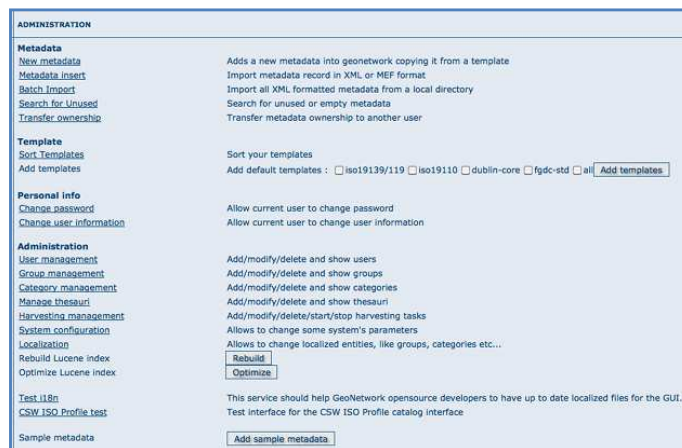 ADMINISTRATION
Metadata
New metadata Adds a new metadata into geonetwork copying it from a template
Metadata insert Import metadata record in XML or MEF format
Batch Import Import all XML formatted metadata from a local directory
Search for Unused Search for unused or empty metadata
Transfer ownership Transfer metadata ownership to another user
Template
Sort Templates Sort your templates
Add templates Add default templates : iso19139/119 iso19110 dublin-core fgdc-std all Add templates
Personal info
Change password Allow current user to change password
Change user information Allow current user to change user information
Administration
User management Add/modify/delete and show users
Group management Add/modify/delete and show groups
Category management Add/modify/delete and show categories
Manage thesauri Add/modify/delete and show thesauri
Harvesting management Add/modify/delete/start/stop harvesting tasks
System configuration Allows to change some system's parameters
Localization Allows to change localized entities, like groups, categories etc...
Rebuild Lucene index Rebuild
Optimize Lucene index Optimize
Test i18n This service should help GeoNetwork opensource developers to have up to date localized files for the GUI.
CSW ISO Profile test Test interface for the CSW ISO Profile catalog interface
Sample metadata Add sample metadata